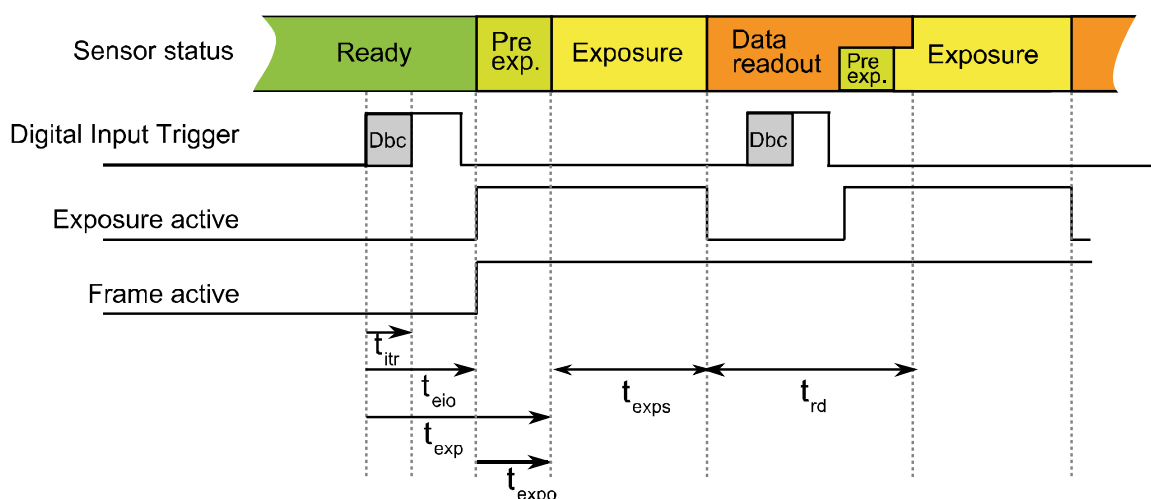 Sensor status
Ready
Pre
exp.
Exposure
Data
readout
Pre
exp.
Exposure
Digital Input Trigger
Dbc
Dbc
Exposure active
Frame active
titr
teio
texps
trd
texp
texpo